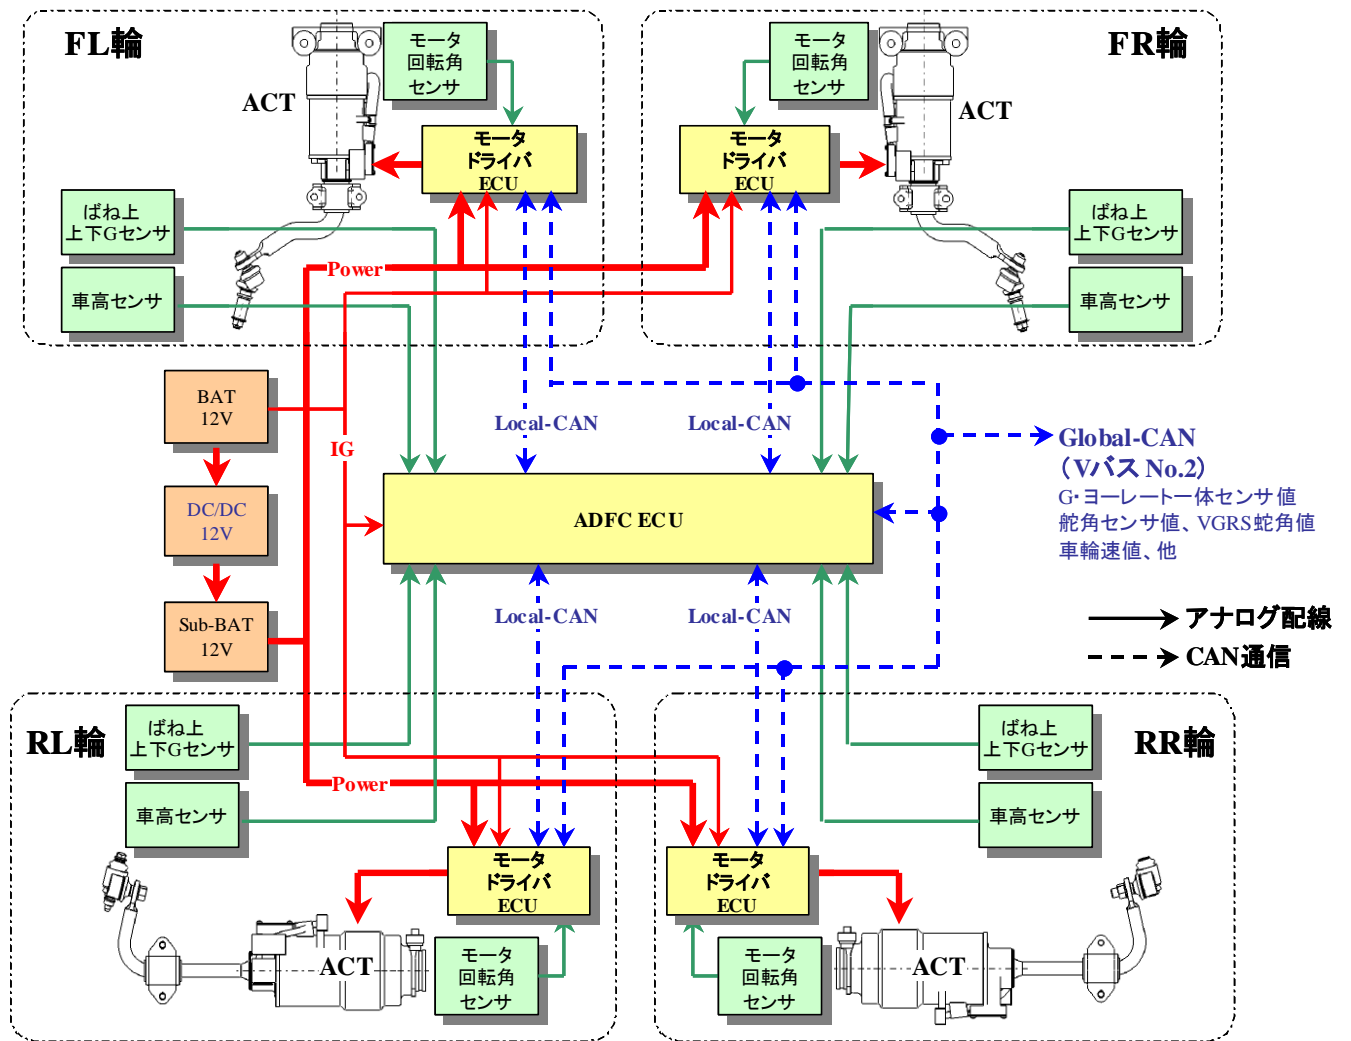 FL輪
ACT
モータ
回転角
センサ
モータ
ドライバ
ECU
ばね上
上下Gセンサ
車高センサ
Power
FR輪
ACT
モータ
回転角
センサ
モータ
ドライバ
ECU
ばね上
上下Gセンサ
車高センサ
BAT
12V
DC/DC
12V
Sub-BAT
12V
IG
Local-CAN
Local-CAN
ADFC ECU
Local-CAN
Local-CAN
Global-CAN
（Vバス No.2）
G・ヨーレート一体センサ値
舵角センサ値、VGRS蛇角値
車輪速値、他
アナログ配線
CAN通信
RL輪
ばね上
上下Gセンサ
車高センサ
Power
モータ
ドライバ
ECU
ACT
モータ
回転角
センサ
RR輪
ばね上
上下Gセンサ
車高センサ
モータ
ドライバ
ECU
モータ
回転角
センサ
ACT